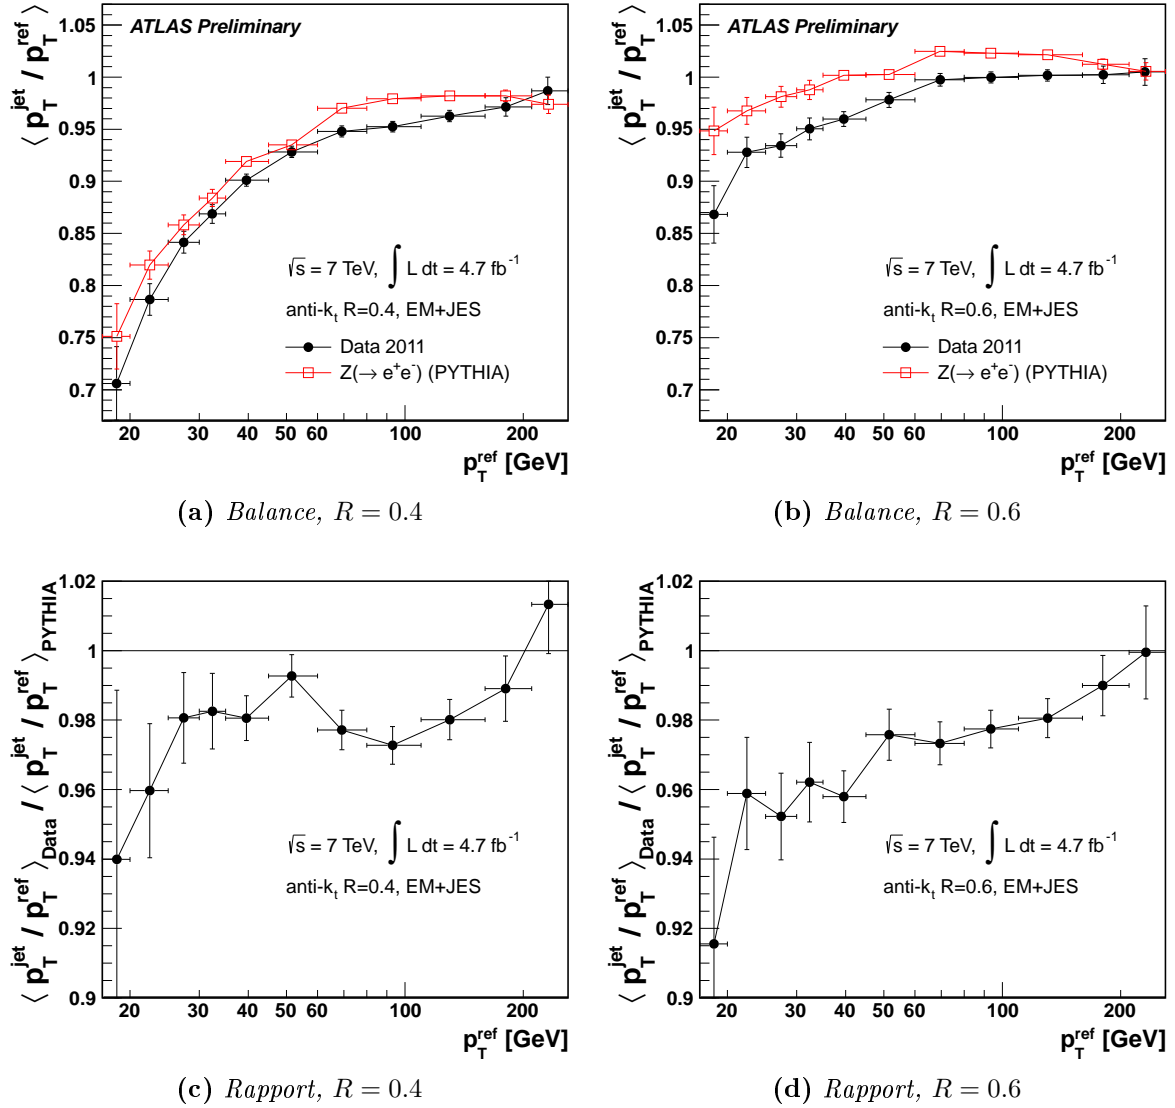 ⟨ p_T^jet / p_T^ref ⟩
ATLAS Preliminary
1.05
1
0.95
0.9
0.85
0.8
0.75
0.7
√s = 7 TeV, ∫ L dt = 4.7 fb⁻¹
anti-k_t R=0.4, EM+JES
Data 2011
Z(→ e⁺e⁻) (PYTHIA)
20 30 40 50 60 100 200
p_T^ref [GeV]
(a) Balance, R = 0.4
⟨ p_T^jet / p_T^ref ⟩
ATLAS Preliminary
1.05
1
0.95
0.9
0.85
0.8
0.75
0.7
√s = 7 TeV, ∫ L dt = 4.7 fb⁻¹
anti-k_t R=0.6, EM+JES
Data 2011
Z(→ e⁺e⁻) (PYTHIA)
20 30 40 50 60 100 200
p_T^ref [GeV]
(b) Balance, R = 0.6
⟨ p_T^jet / p_T^ref ⟩_Data / ⟨ p_T^jet / p_T^ref ⟩_PYTHIA
1.02
1
0.98
0.96
0.94
0.92
0.9
√s = 7 TeV, ∫ L dt = 4.7 fb⁻¹
anti-k_t R=0.4, EM+JES
20 30 40 50 60 100 200
p_T^ref [GeV]
(c) Rapport, R = 0.4
⟨ p_T^jet / p_T^ref ⟩_Data / ⟨ p_T^jet / p_T^ref ⟩_PYTHIA
1.02
1
0.98
0.96
0.94
0.92
0.9
√s = 7 TeV, ∫ L dt = 4.7 fb⁻¹
anti-k_t R=0.6, EM+JES
20 30 40 50 60 100 200
p_T^ref [GeV]
(d) Rapport, R = 0.6